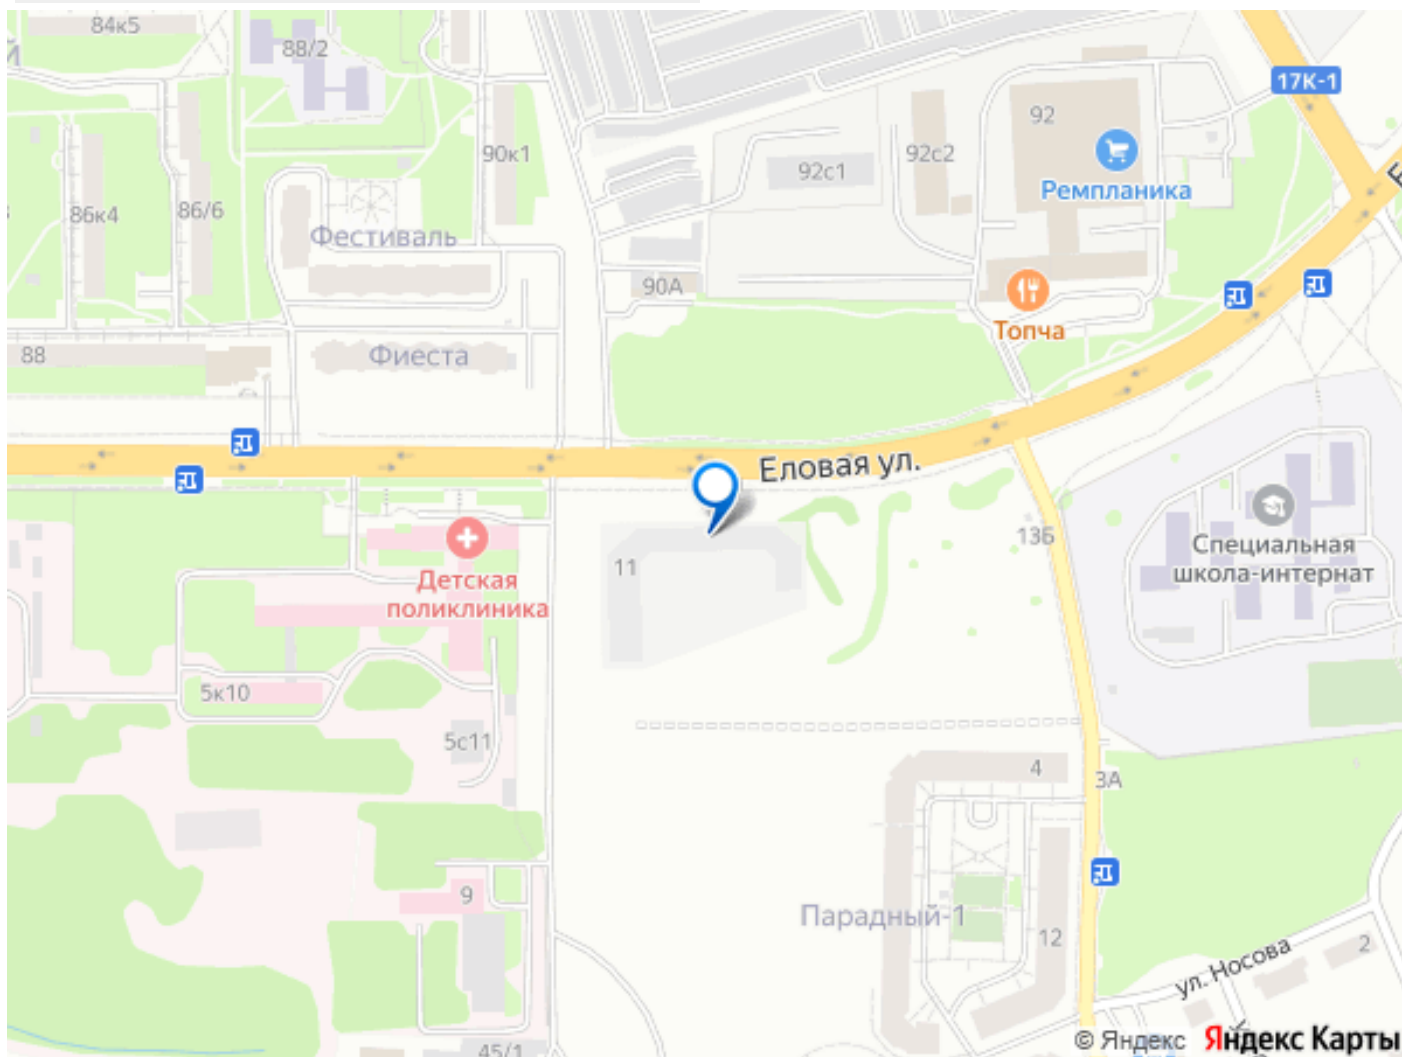 84к5
й
88/2
17К-1
92
90к1
92с2
92с1
Ремпланика
86к4
86/6
Фестиваль
90А
Топча
88
Фиеста
Еловая ул.
11
13Б
Детская
поликлиника
Специальная
школа-интернат
5к10
5с11
4
3А
9
Парадный-1
12
ул. Носова
2
45/1
© Яндекс Яндекс Карты